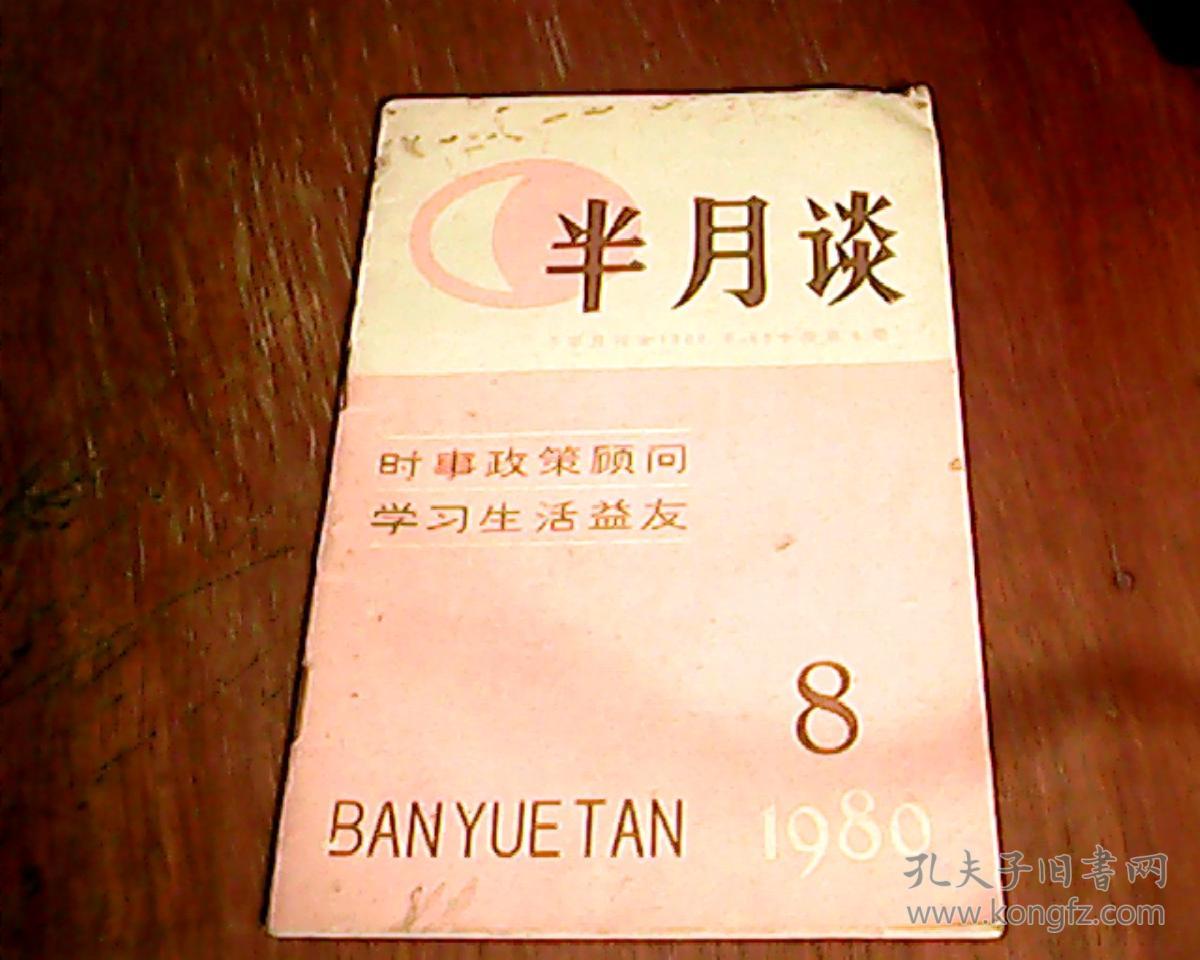 半月谈
时事政策顾问
学习生活益友
8
BANYUETAN
1980
孔夫子旧书网
www.kongfz.com